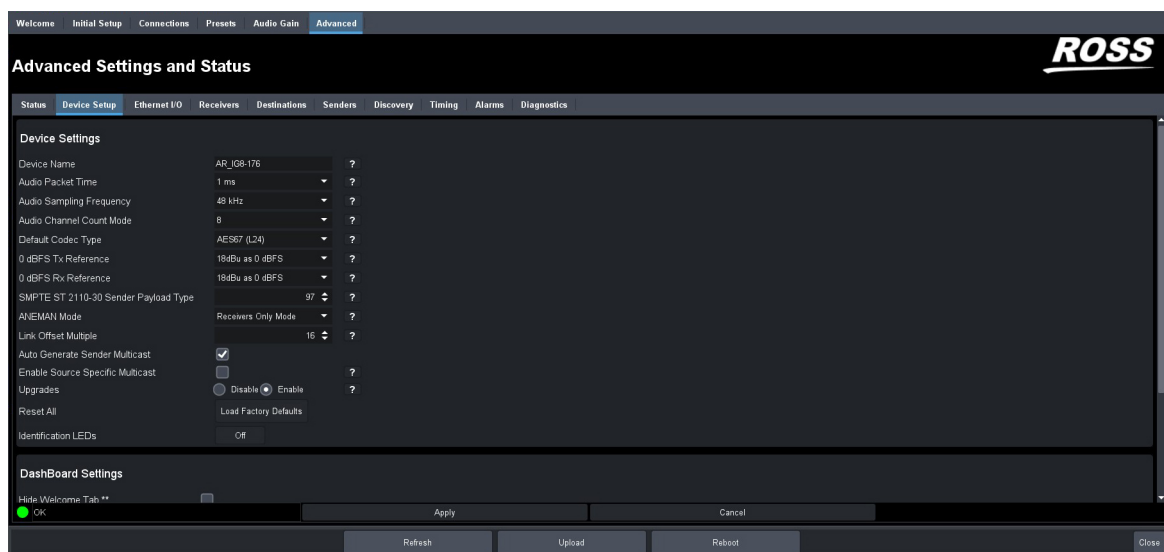 Welcome Initial Setup Connections Presets Audio Gain Advanced
ROSS
Advanced Settings and Status
Status Device Setup Ethernet I/O Receivers Destinations Senders Discovery Timing Alarms Diagnostics
Device Settings
Device Name AR_IG8-176 ?
Audio Packet Time 1 ms ?
Audio Sampling Frequency 48 kHz ?
Audio Channel Count Mode 8 ?
Default Codec Type AES67 (L24) ?
0 dBFS Tx Reference 18dBu as 0 dBFS ?
0 dBFS Rx Reference 18dBu as 0 dBFS ?
SMPTE ST 2110-30 Sender Payload Type 97 ?
ANEMAN Mode Receivers Only Mode ?
Link Offset Multiple 16 ?
Auto Generate Sender Multicast
Enable Source Specific Multicast ?
Upgrades Disable Enable ?
Reset All Load Factory Defaults
Identification LEDs Off
DashBoard Settings
Hide Welcome Tab **
OK Apply Cancel
Refresh Upload Reboot Close